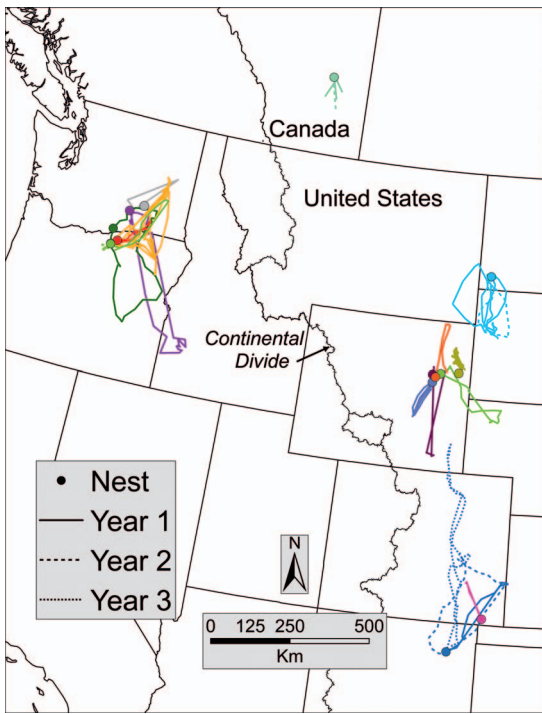 Canada
United States
Continental
Divide
Nest
Year 1
Year 2
Year 3
N
0 125 250 500
Km